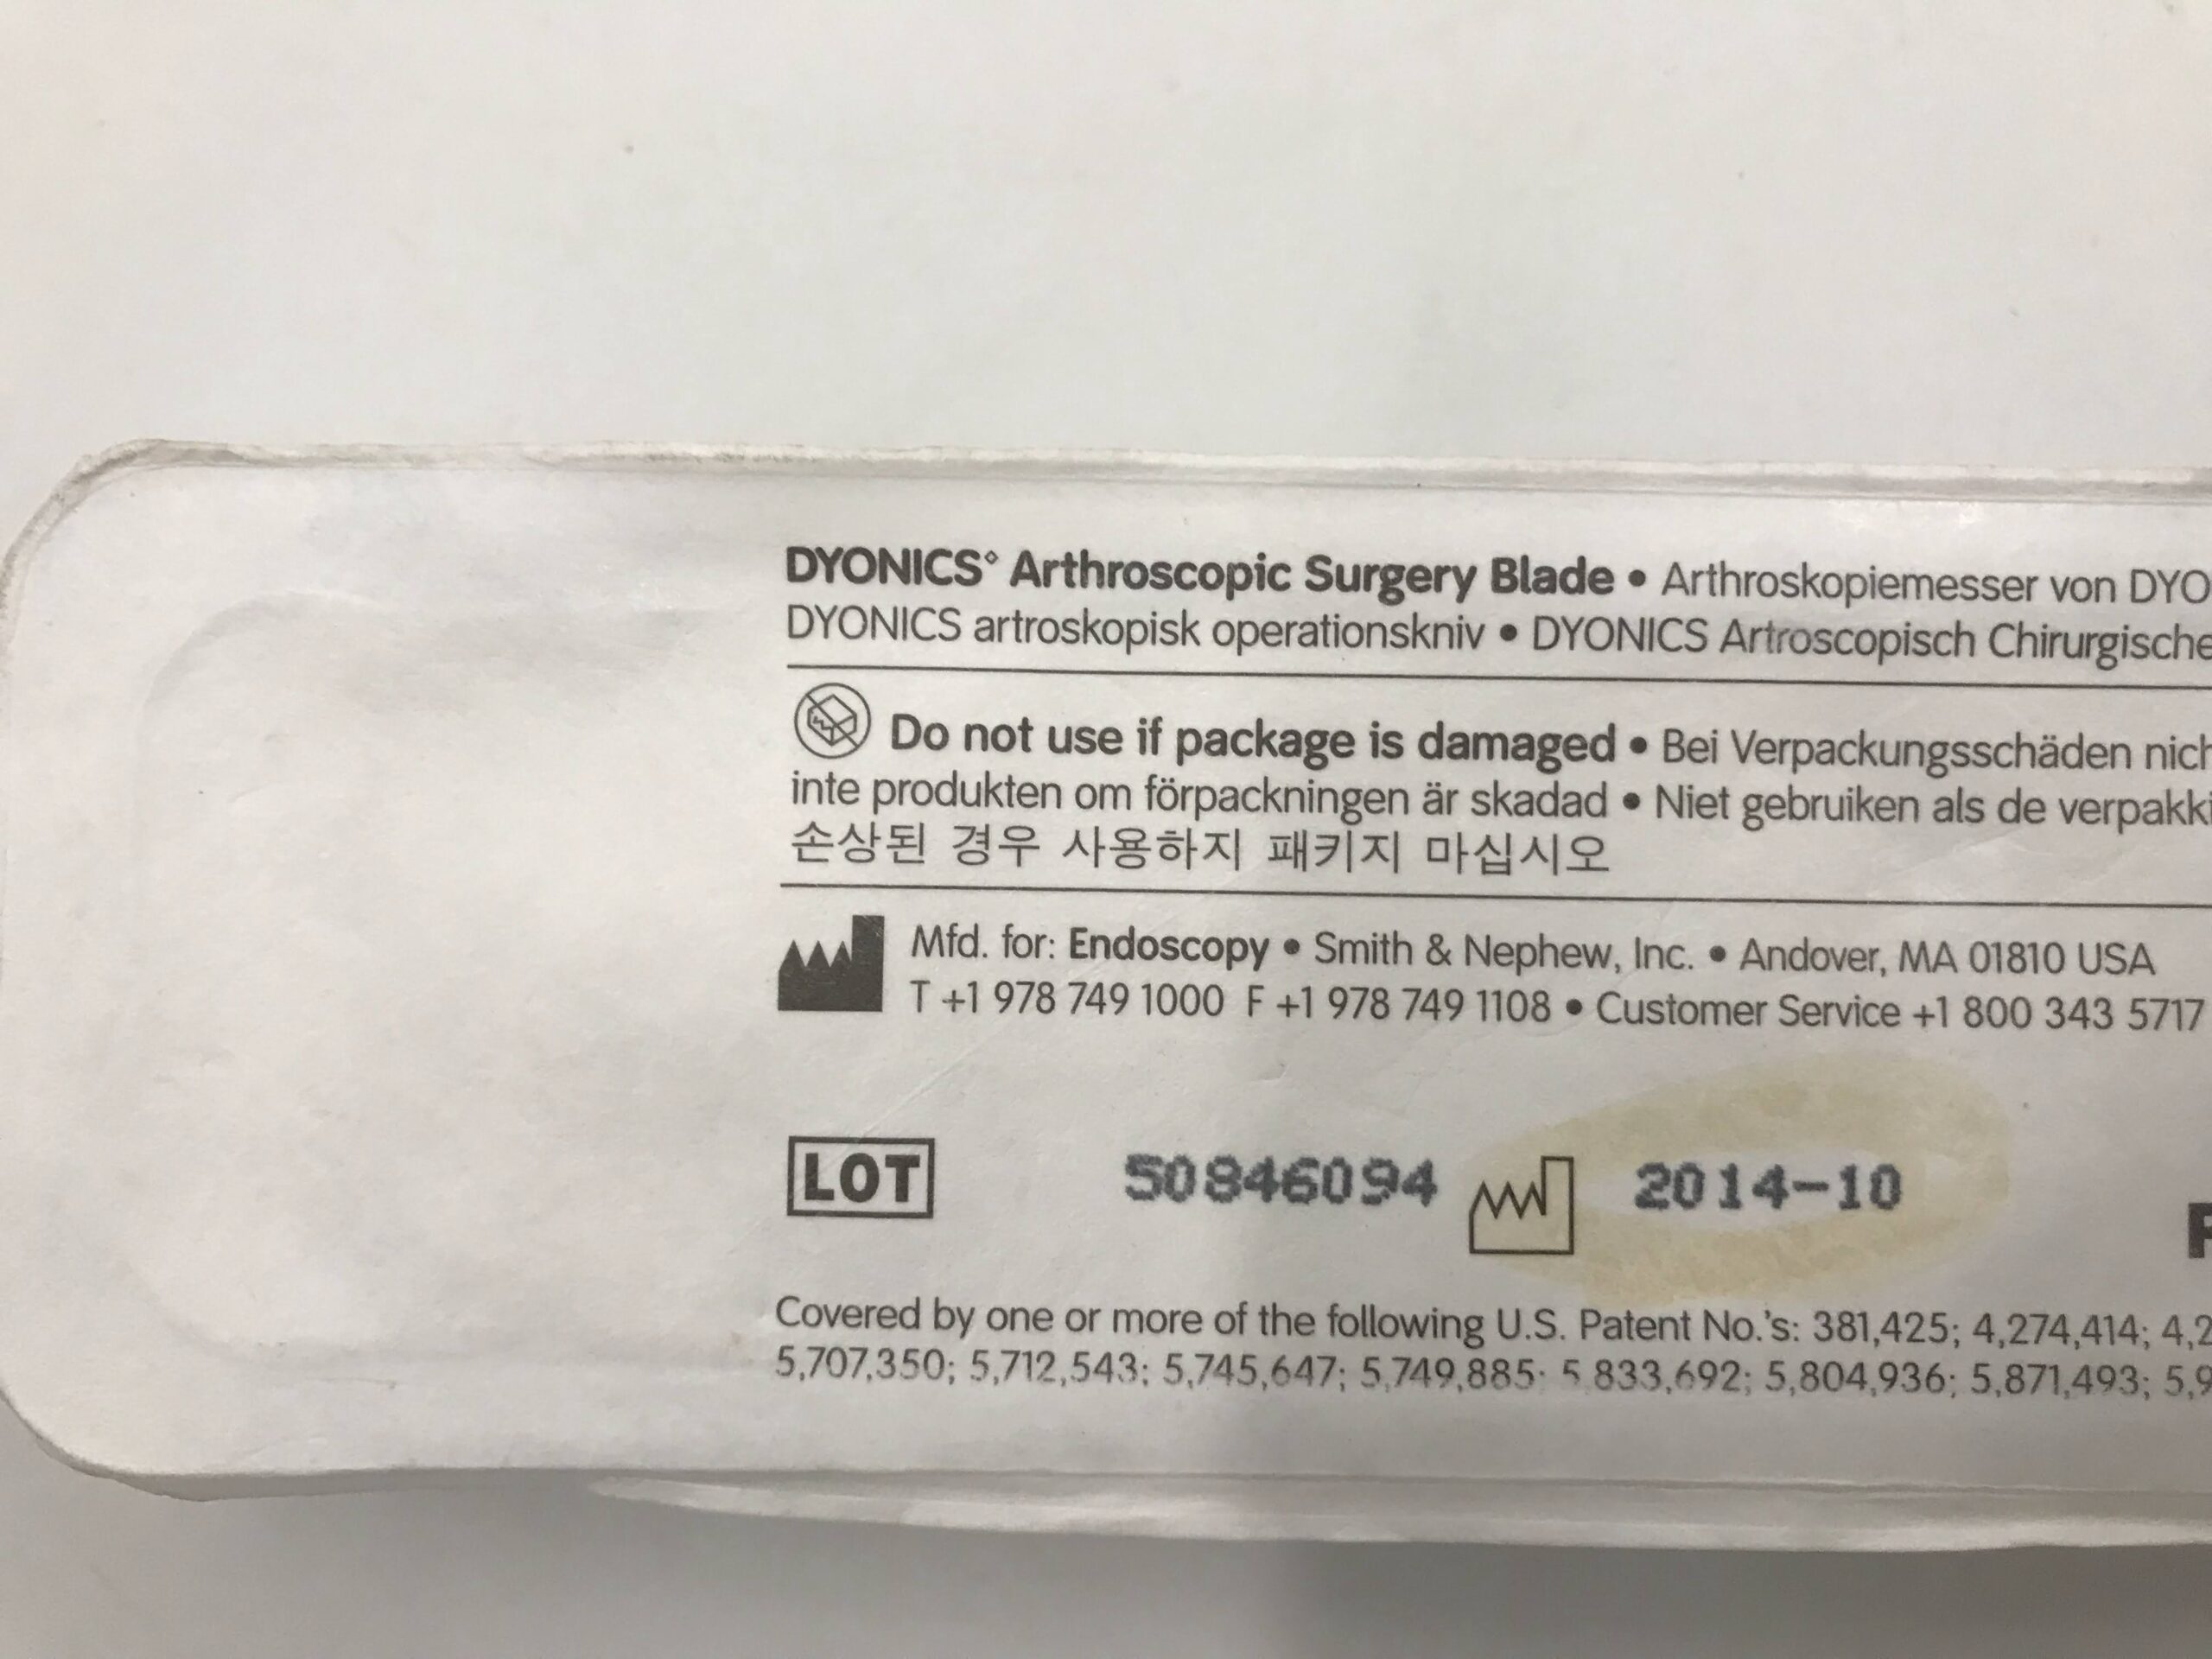 DYONICS° Arthroscopic Surgery Blade • Arthroskopiemesser von DYO
DYONICS artroskopisk operationskniv • DYONICS Artroscopisch Chirurgische
Do not use if package is damaged • Bei Verpackungsschäden nich
inte produkten om förpackningen är skadad • Niet gebruiken als de verpakki
손상된 경우 사용하지 패키지 마십시오
Mfd. for: Endoscopy • Smith & Nephew, Inc. • Andover, MA 01810 USA
T +1 978 749 1000 F +1 978 749 1108 • Customer Service +1 800 343 5717
LOT 50846094 2014-10
Covered by one or more of the following U.S. Patent No.'s: 381,425; 4,274,414; 4,2
5,707,350; 5,712,543; 5,745,647; 5,749,885; 5,833,692; 5,804,936; 5,871,493; 5,9